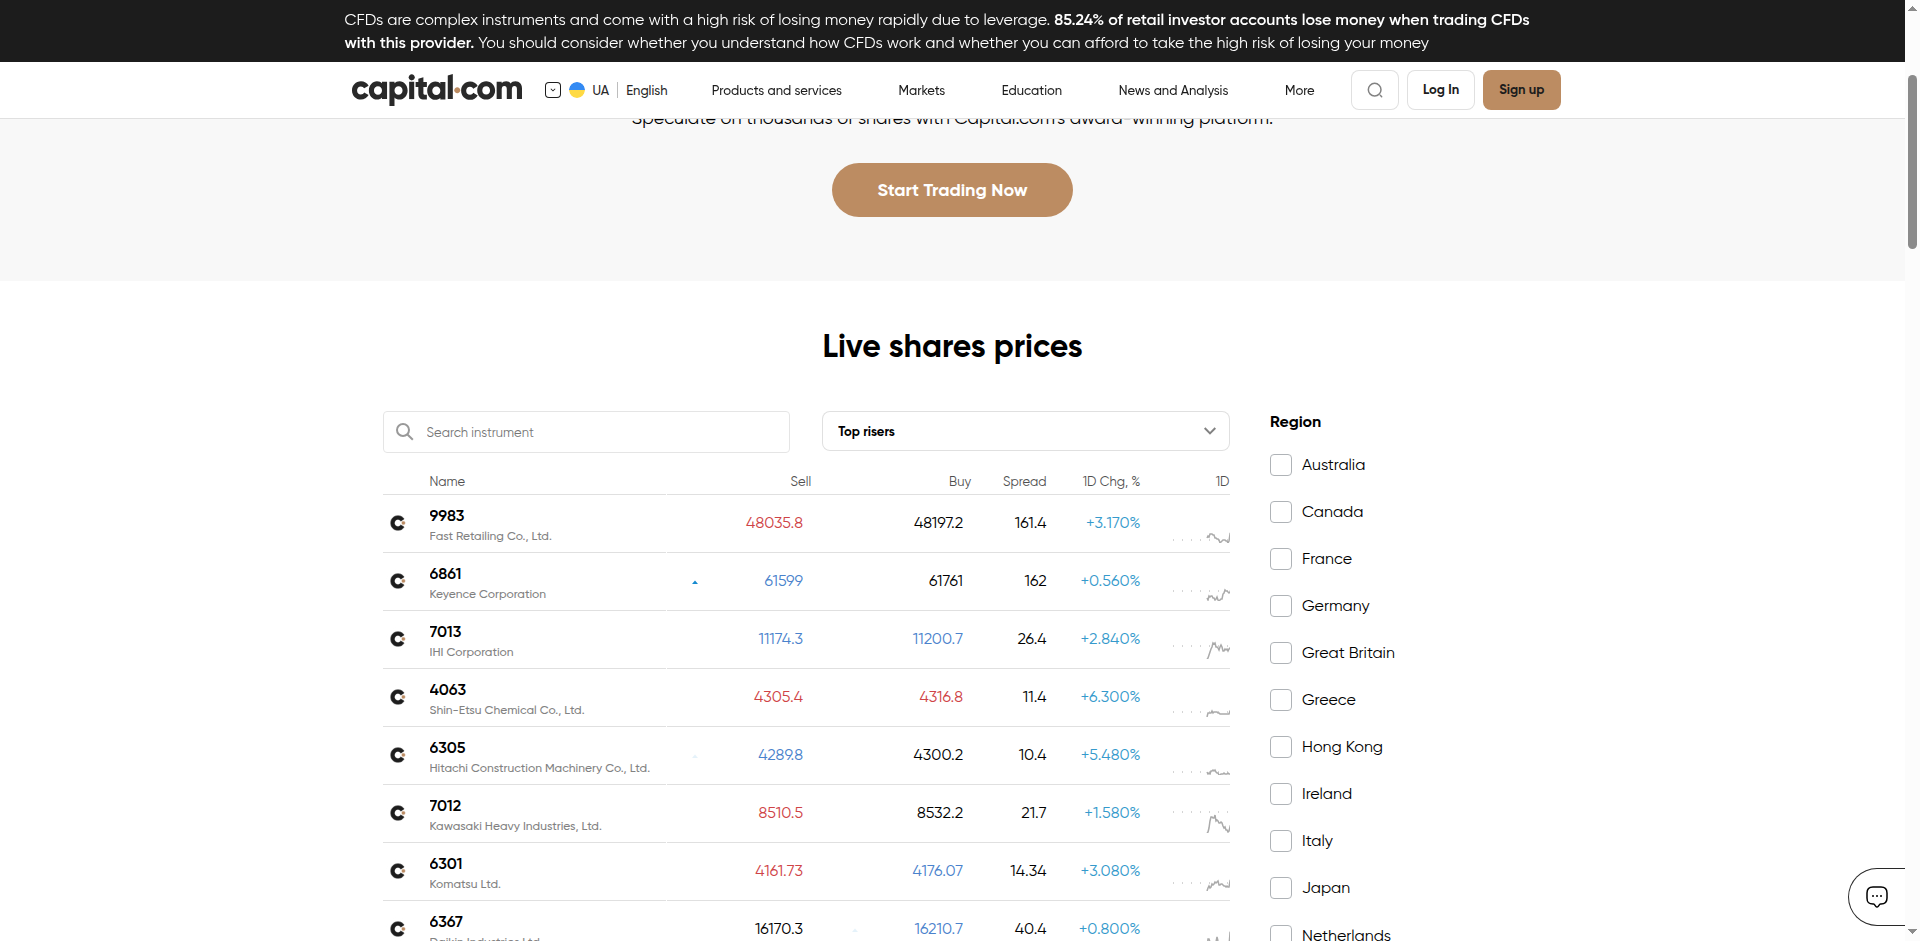 CFDs are complex instruments and come with a high risk of losing money rapidly due to leverage. 85.24% of retail investor accounts lose money when trading CFDs
with this provider. You should consider whether you understand how CFDs work and whether you can afford to take the high risk of losing your money
capital.com
UA English
Products and services
Markets
Education
News and Analysis
More
Log In
Sign up
Speculate on thousands of shares with Capital.com's award-winning platform.
Start Trading Now
Live shares prices
Search instrument
Top risers
Name Sell Buy Spread 1D Chg, % 1D
9983
Fast Retailing Co., Ltd.
48035.8 48197.2 161.4 +3.170%
6861
Keyence Corporation
61599 61761 162 +0.560%
7013
IHI Corporation
11174.3 11200.7 26.4 +2.840%
4063
Shin-Etsu Chemical Co., Ltd.
4305.4 4316.8 11.4 +6.300%
6305
Hitachi Construction Machinery Co., Ltd.
4289.8 4300.2 10.4 +5.480%
7012
Kawasaki Heavy Industries, Ltd.
8510.5 8532.2 21.7 +1.580%
6301
Komatsu Ltd.
4161.73 4176.07 14.34 +3.080%
6367
Daikin Industries Ltd.
16170.3 16210.7 40.4 +0.800%
Region
Australia
Canada
France
Germany
Great Britain
Greece
Hong Kong
Ireland
Italy
Japan
Netherlands